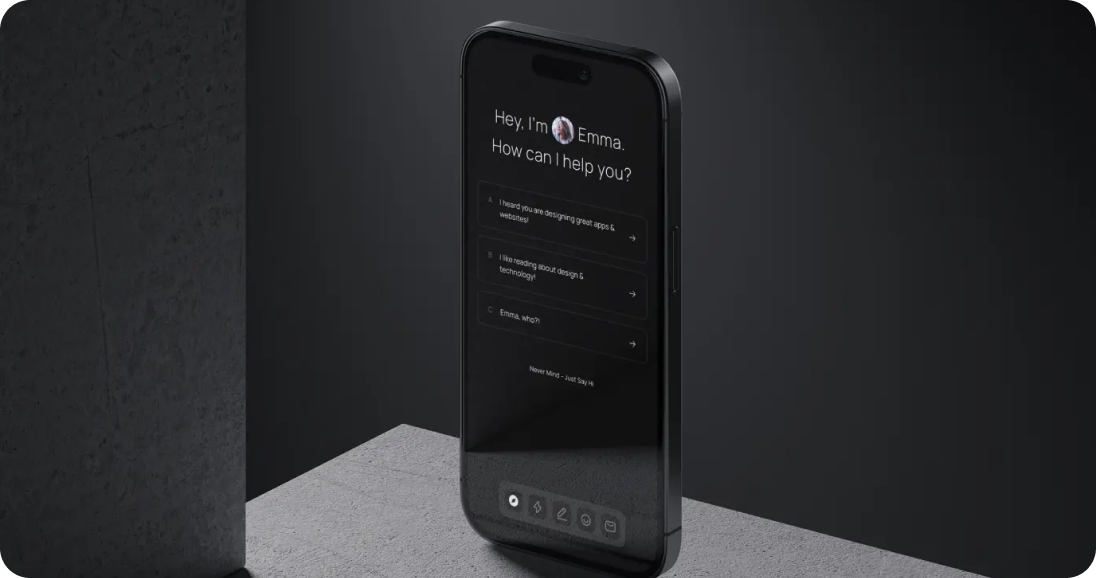 Hey, I'm Emma.
How can I help you?
A
I heard you are designing great apps &
websites!
B
I like reading about design &
technology!
C
Emma, who?!
Never Mind – Just Say Hi